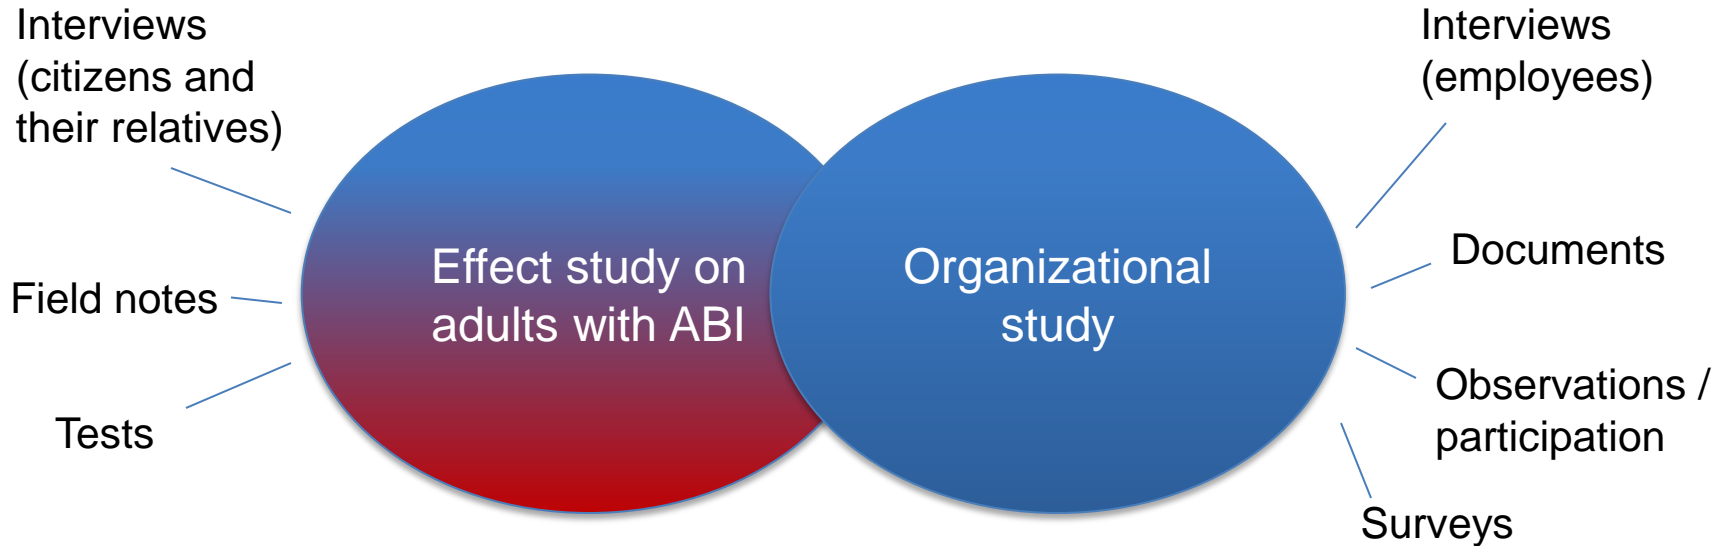 Interviews
(citizens and
their relatives)
Field notes
Tests
Effect study on
adults with ABI
Organizational
study
Interviews
(employees)
Documents
Observations /
participation
Surveys